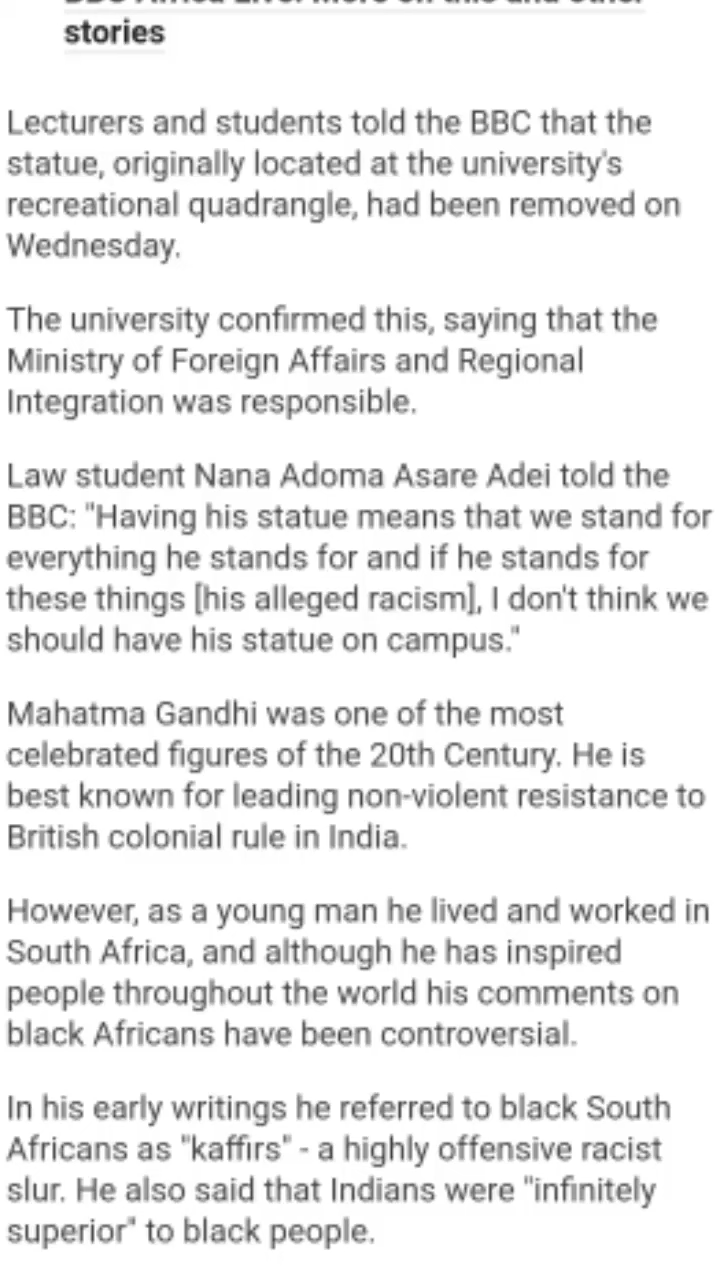 stories
Lecturers and students told the BBC that the
statue, originally located at the university's
recreational quadrangle, had been removed on
Wednesday.
The university confirmed this, saying that the
Ministry of Foreign Affairs and Regional
Integration was responsible.
Law student Nana Adoma Asare Adei told the
BBC: "Having his statue means that we stand for
everything he stands for and if he stands for
these things [his alleged racism], I don't think we
should have his statue on campus."
Mahatma Gandhi was one of the most
celebrated figures of the 20th Century. He is
best known for leading non-violent resistance to
British colonial rule in India.
However, as a young man he lived and worked in
South Africa, and although he has inspired
people throughout the world his comments on
black Africans have been controversial.
In his early writings he referred to black South
Africans as "kaffirs" - a highly offensive racist
slur. He also said that Indians were "infinitely
superior" to black people.